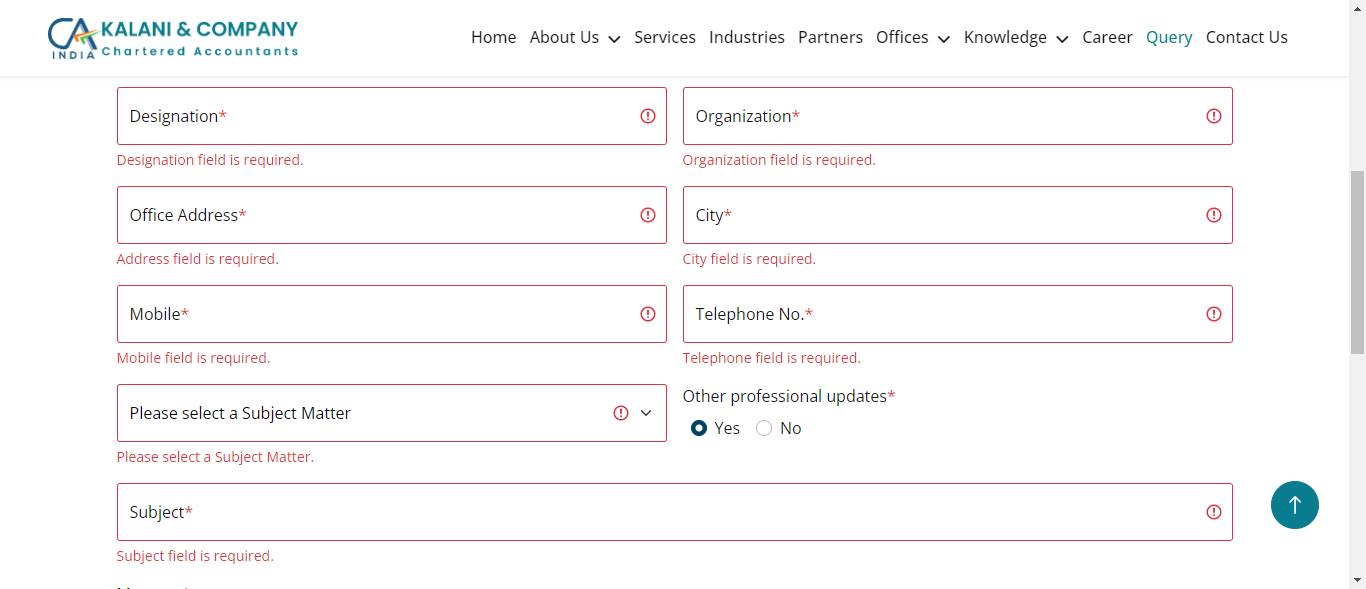 KALANI & COMPANY
Chartered Accountants
INDIA
Home About Us Services Industries Partners Offices Knowledge Career Query Contact Us
Designation* Organization*
Designation field is required. Organization field is required.
Office Address* City*
Address field is required. City field is required.
Mobile* Telephone No.*
Mobile field is required. Telephone field is required.
Please select a Subject Matter Other professional updates*
Yes No
Please select a Subject Matter.
Subject*
Subject field is required.